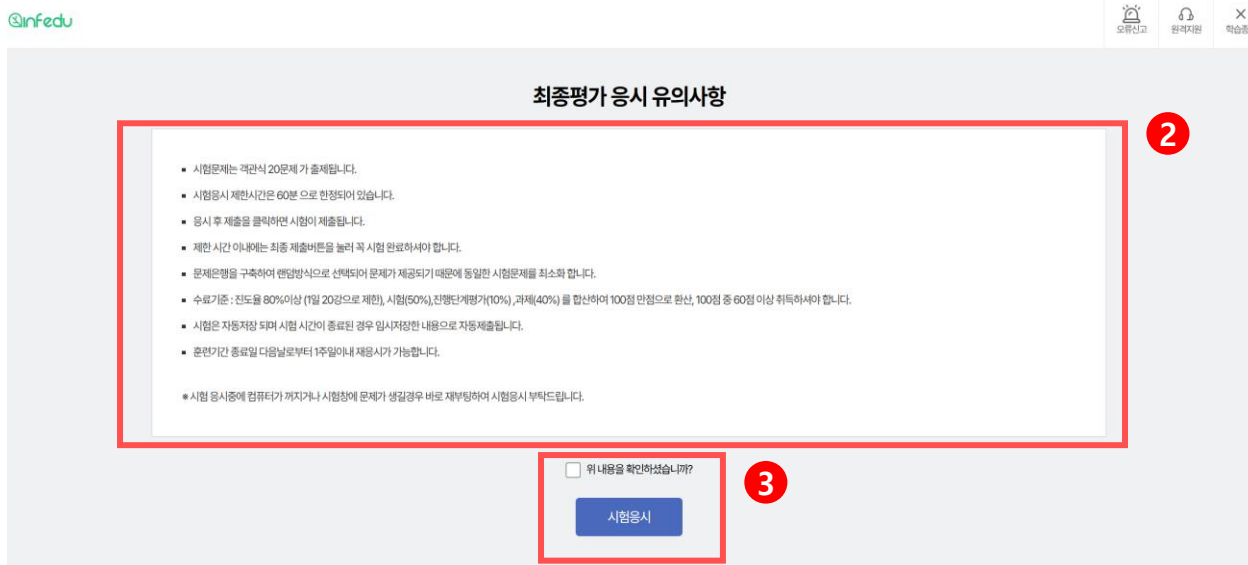 infedu
오류신고
원격지원
학습종
최종평가 응시 유의사항
2
▪ 시험문제는 객관식 20문제 가 출제됩니다.
▪ 시험응시 제한시간은 60분 으로 한정되어 있습니다.
▪ 응시 후 제출을 클릭하면 시험이 제출됩니다.
▪ 제한 시간 이내에는 최종 제출버튼을 눌러 꼭 시험 완료하셔야 합니다.
▪ 문제은행을 구축하여 랜덤방식으로 선택되어 문제가 제공되기 때문에 동일한 시험문제를 최소화 합니다.
▪ 수료기준 : 진도율 80%이상 (1일 20강으로 제한), 시험(50%),진행단계평가(10%) ,과제(40%) 를 합산하여 100점 만점으로 환산, 100점 중 60점 이상 취득하셔야 합니다.
▪ 시험은 자동저장 되며 시험 시간이 종료된 경우 임시저장한 내용으로 자동제출됩니다.
▪ 훈련기간 종료일 다음날로부터 1주일이내 재응시가 가능합니다.
※시험 응시중에 컴퓨터가 꺼지거나 시험창에 문제가 생길경우 바로 재부팅하여 시험응시 부탁드립니다.
위 내용을 확인하셨습니까?
3
시험응시